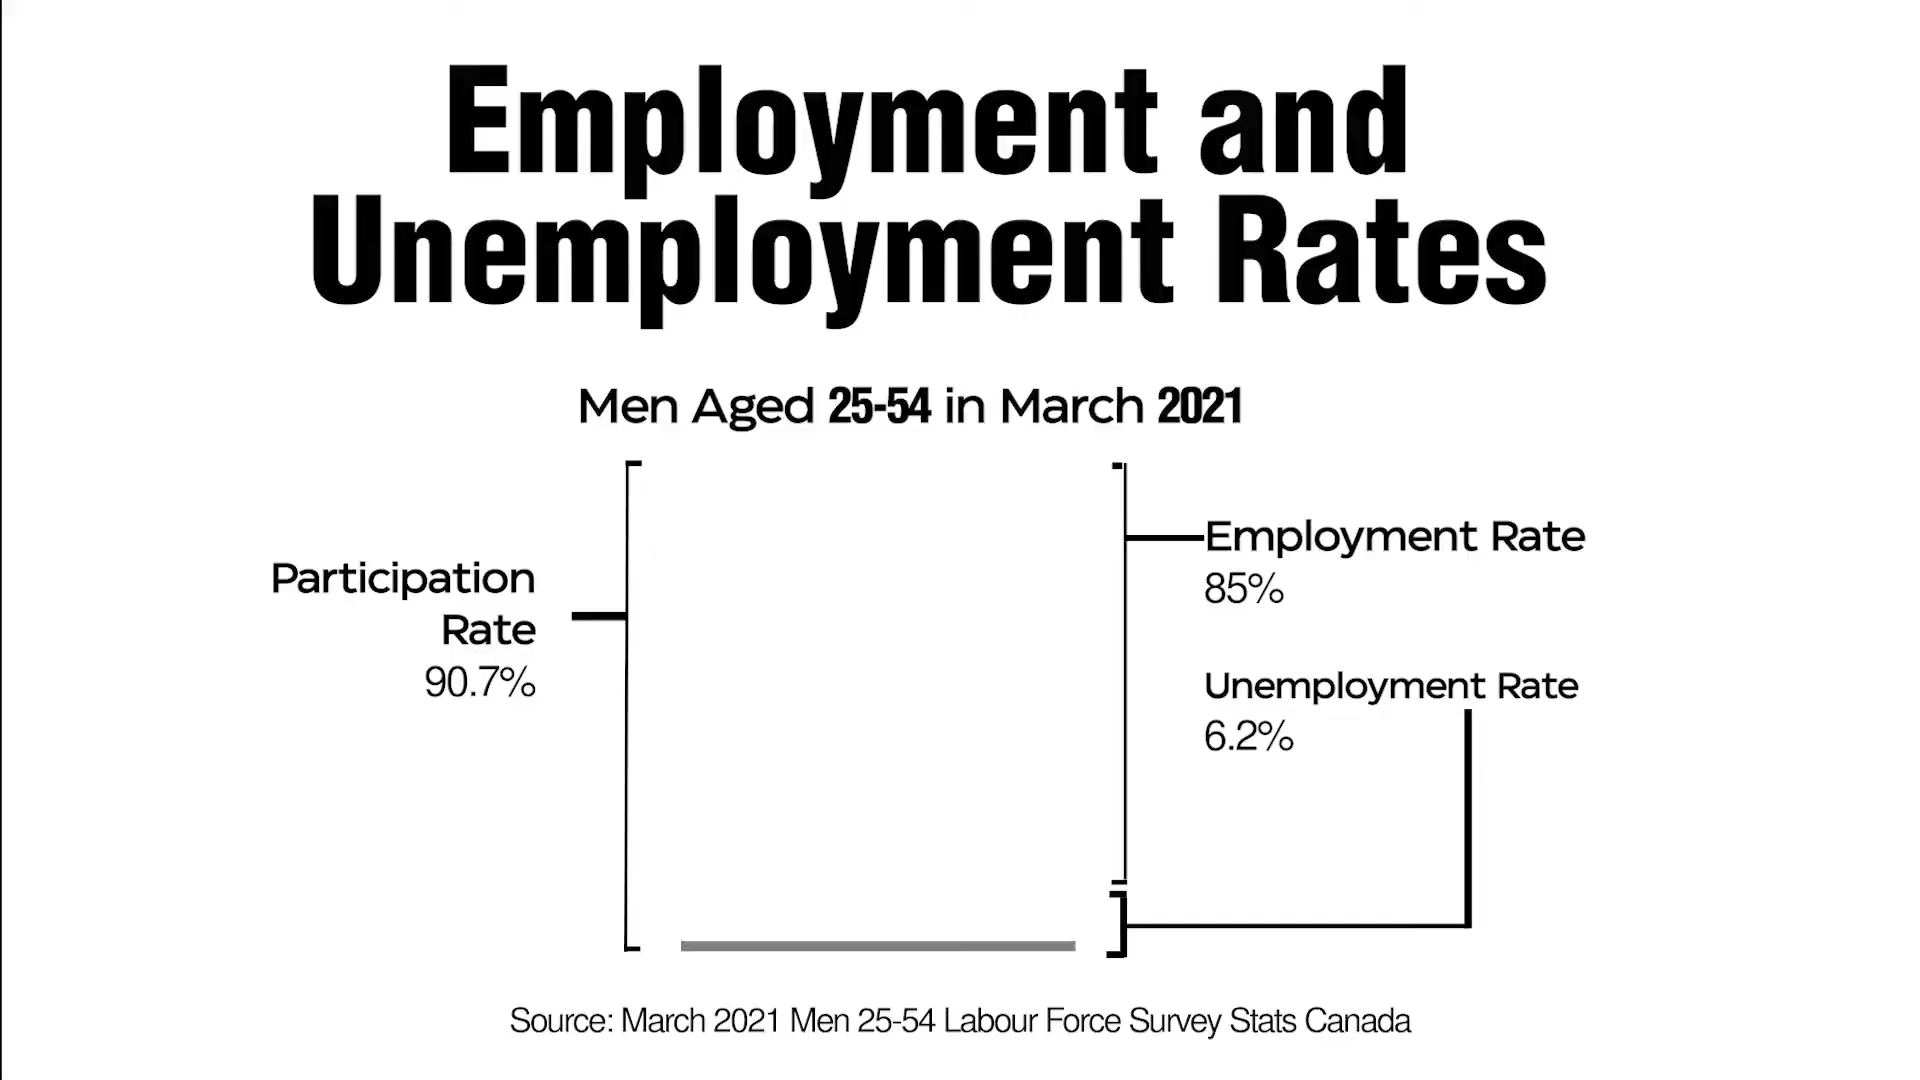 Employment and
Unemployment Rates
Men Aged 25-54 in March 2021
Participation
Rate
90.7%
Employment Rate
85%
Unemployment Rate
6.2%
Source: March 2021 Men 25-54 Labour Force Survey Stats Canada